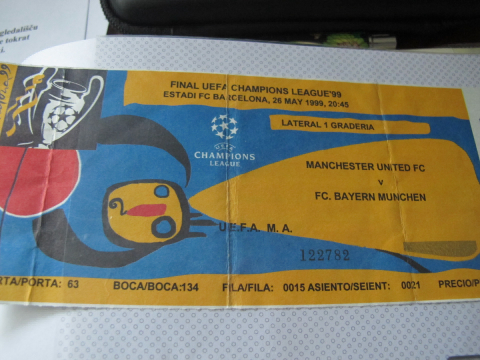 gledališču
tokrat
FINAL UEFA CHAMPIONS LEAGUE'99
ESTADI FC BARCELONA, 26 MAY 1999, 20:45
LATERAL 1 GRADERIA
CHAMPIONS
LEAGUE
MANCHESTER UNITED FC
v
FC. BAYERN MUNCHEN
U.E.F.A. M. A.
122782
RTA/PORTA: 63 BOCA/BOCA:134 FILA/FILA: 0015 ASIENTO/SEIENT: 0021 PRECIO/P